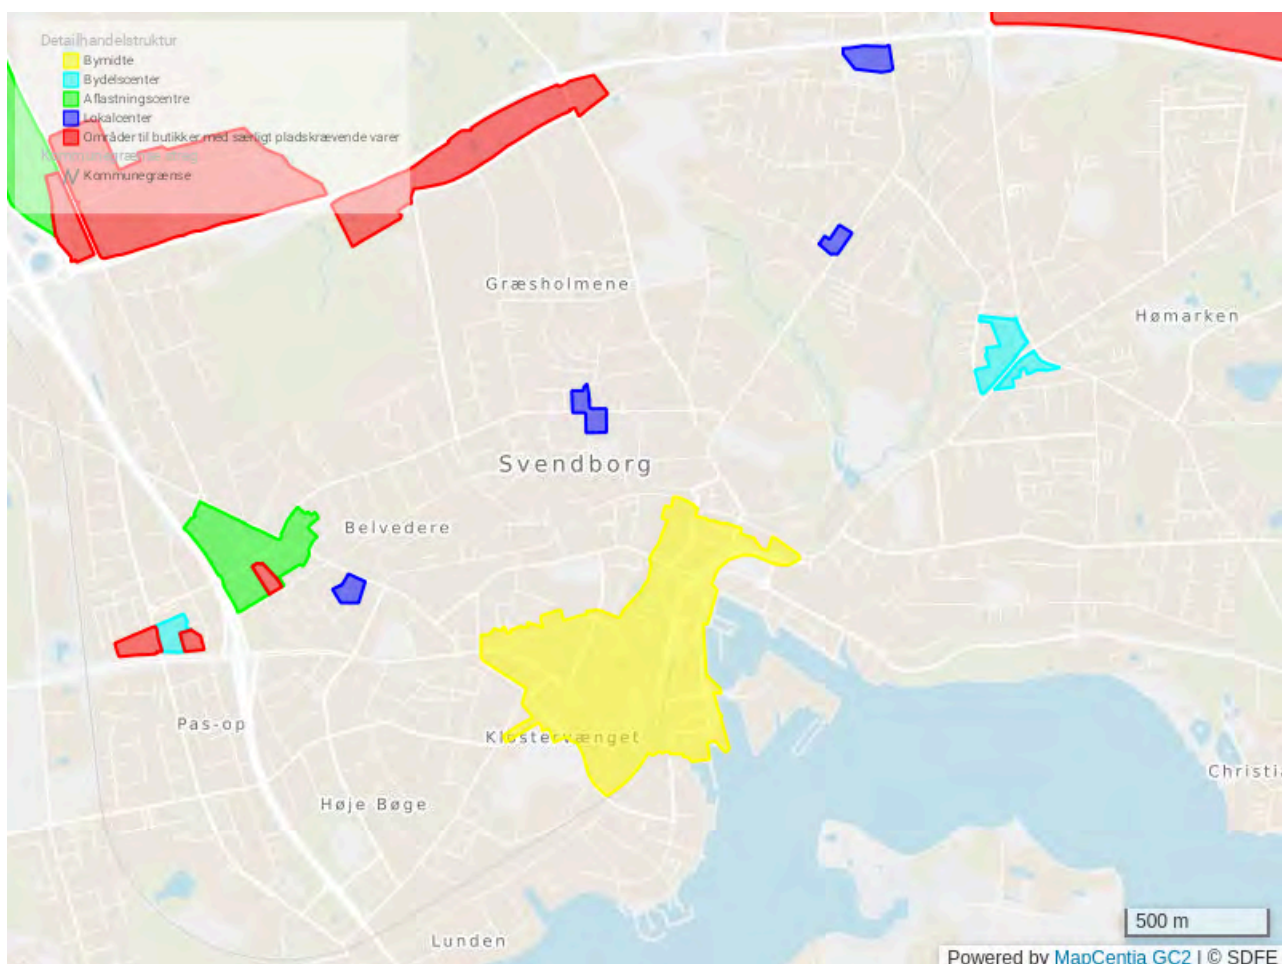 Detailhandelstruktur
Bymidte
Bydelscenter
Aflastningscentre
Lokalcenter
Områder til butikker med særligt pladskrævende varer
Kommunegrænse
Græsholmene
Hømarken
Svendborg
Belvedere
Pas-op
Klostervænget
Christia
Høje Bøge
500 m
Lunden
Powered by MapCentia GC2 | © SDFE